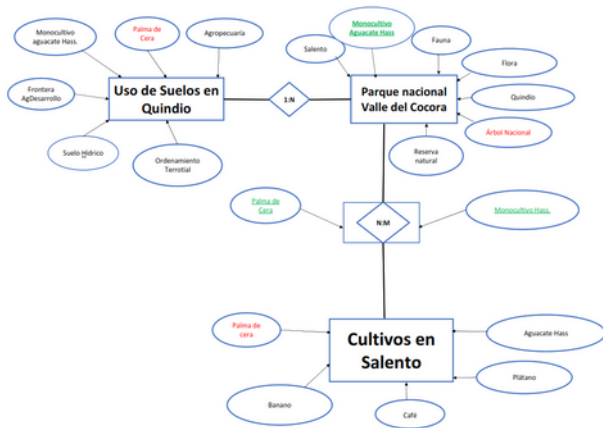 Monocultivo
aguacate Hass.
Palma de
Cera
Agropecuaría
Frontera
AgDesarrollo
Uso de Suelos en
Quindio
Suelo Hídrico
Ordenamiento
Terrotial
1:N
Salento
Monocultivo
Aguacate Hass
Fauna
Flora
Parque nacional
Valle del Cocora
Quindío
Árbol Nacional
Reserva
natural
Palma de
Cera
N:M
Monocultivo Hass.
Palma de
cera
Cultivos en
Salento
Aguacate Hass
Plátano
Banano
Café